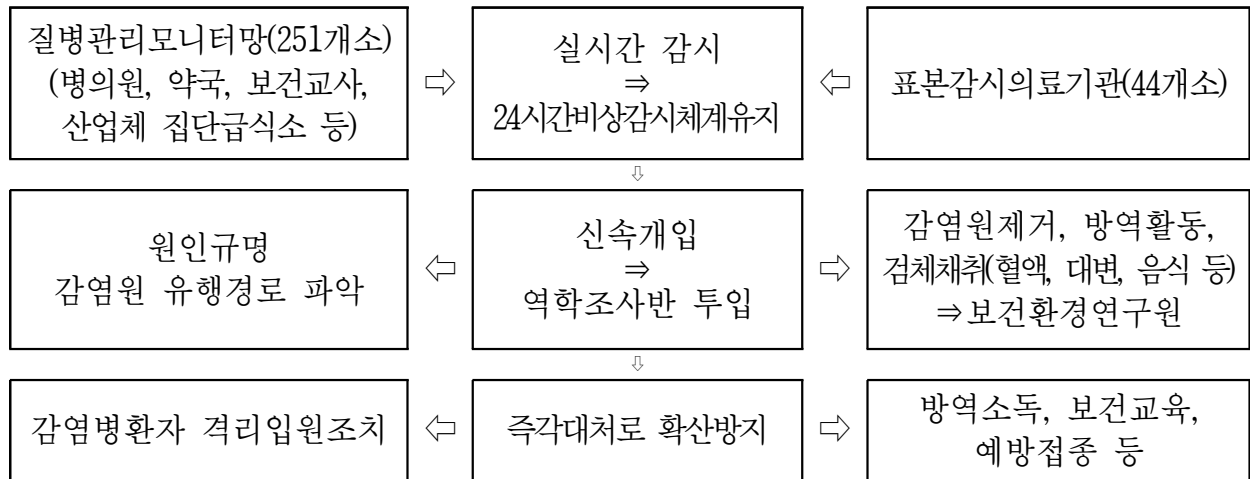 질병관리모니터망(251개소)
(병의원, 약국, 보건교사,
산업체 집단급식소 등)
⇨
실시간 감시
⇒
24시간비상감시체계유지
⇦
표본감시의료기관(44개소)
⇩
원인규명
감염원 유행경로 파악
⇦
신속개입
⇒
역학조사반 투입
⇨
감염원제거, 방역활동,
검체채취(혈액, 대변, 음식 등)
⇒보건환경연구원
⇩
감염병환자 격리입원조치
⇦
즉각대처로 확산방지
⇨
방역소독, 보건교육,
예방접종 등